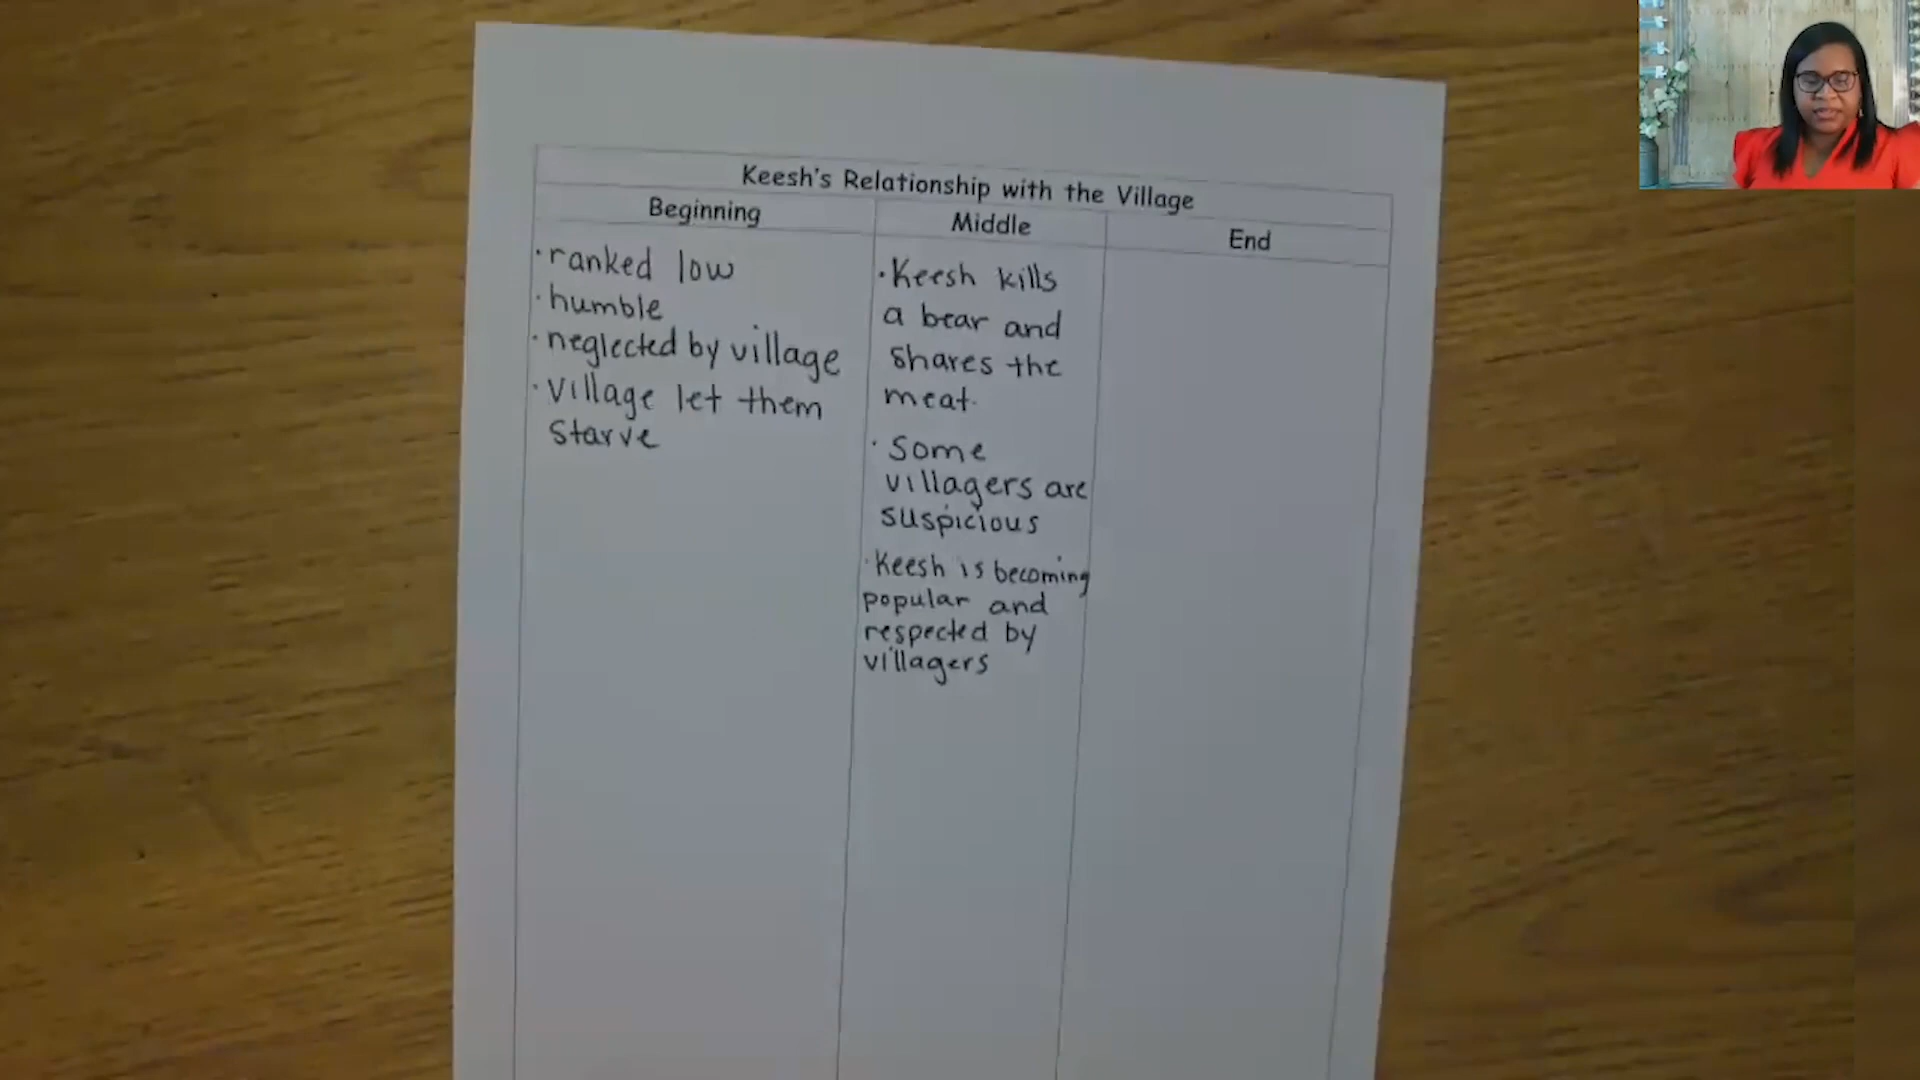 Keesh's Relationship with the Village
Beginning
Middle
End
· ranked low
· humble
· neglected by village
· village let them
starve
· Keesh kills
a bear and
shares the
meat.
· Some
villagers are
suspicious
· Keesh is becoming
popular and
respected by
villagers